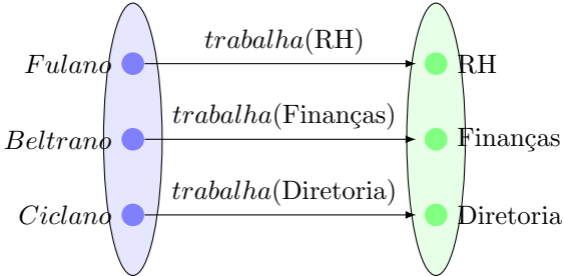 trabalha(RH)
Fulano RH
trabalha(Finanças)
Beltrano Finanças
trabalha(Diretoria)
Ciclano Diretoria